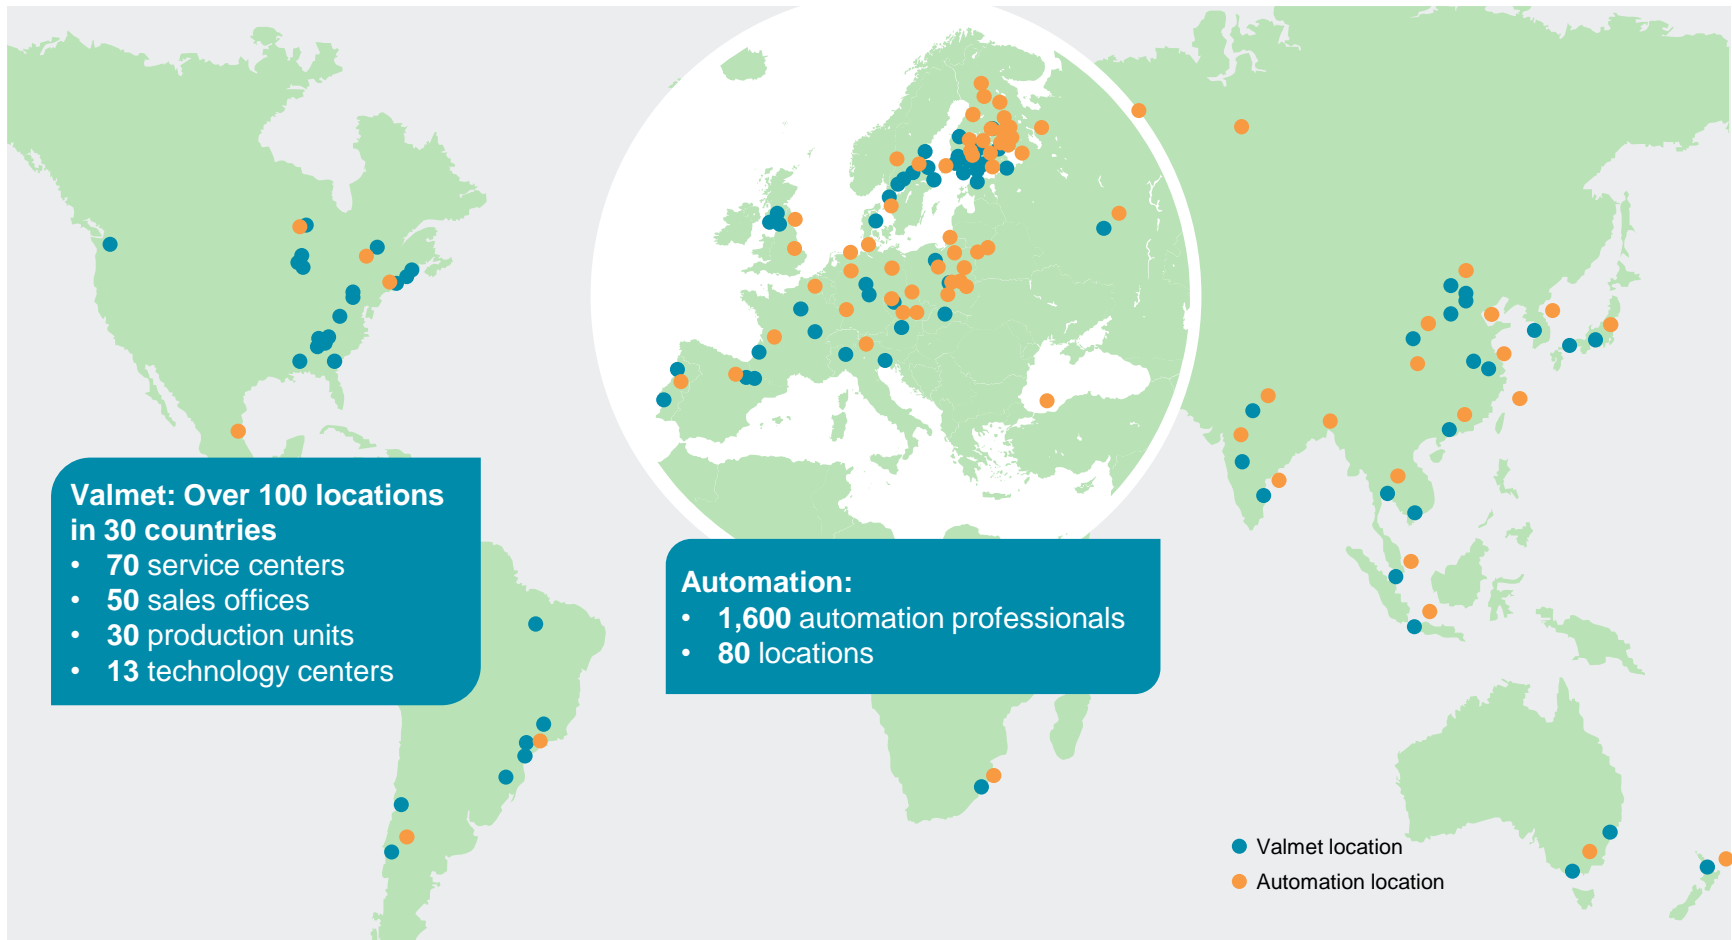 Valmet: Over 100 locations
in 30 countries
• 70 service centers
• 50 sales offices
• 30 production units
• 13 technology centers
Automation:
• 1,600 automation professionals
• 80 locations
Valmet location
Automation location